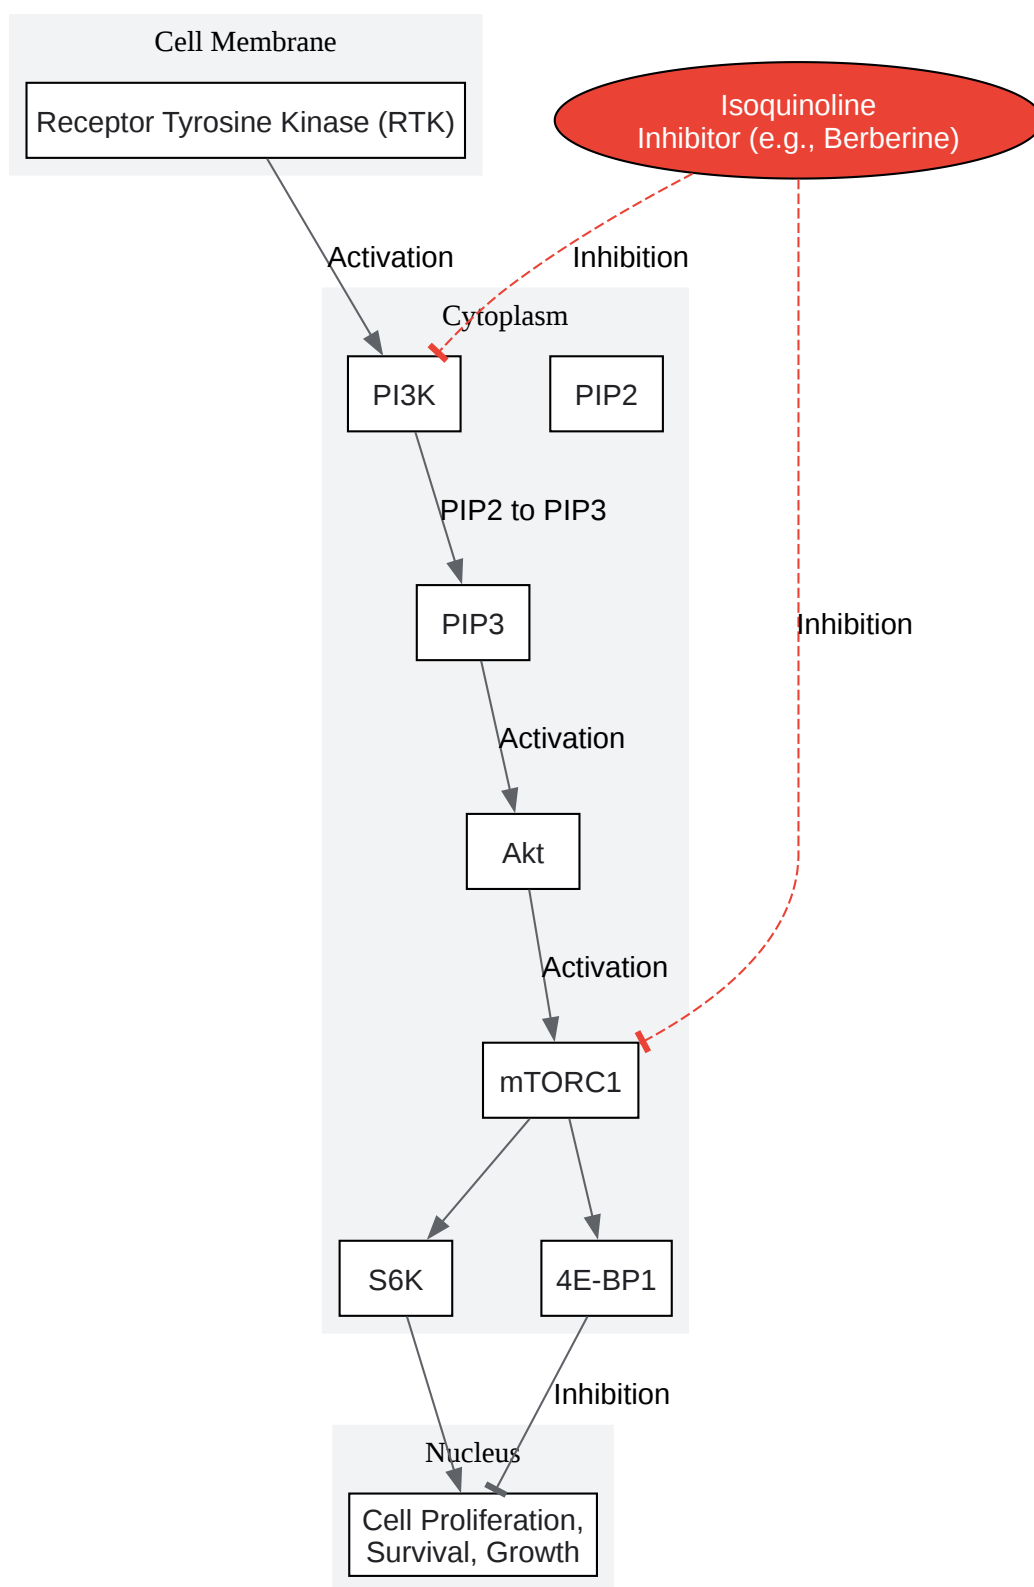 Cell Membrane
Receptor Tyrosine Kinase (RTK)
Isoquinoline
Inhibitor (e.g., Berberine)
Activation
Inhibition
Cytoplasm
PI3K
PIP2
PIP2 to PIP3
PIP3
Inhibition
Activation
Akt
Activation
mTORC1
S6K
4E-BP1
Inhibition
Nucleus
Cell Proliferation,
Survival, Growth